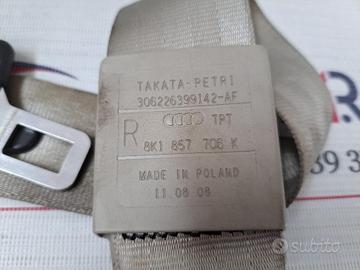 TAKATA-PETRI
306226399142-AF
R TPT
8K1 857 706 K
MADE IN POLAND
11.08.08
subito